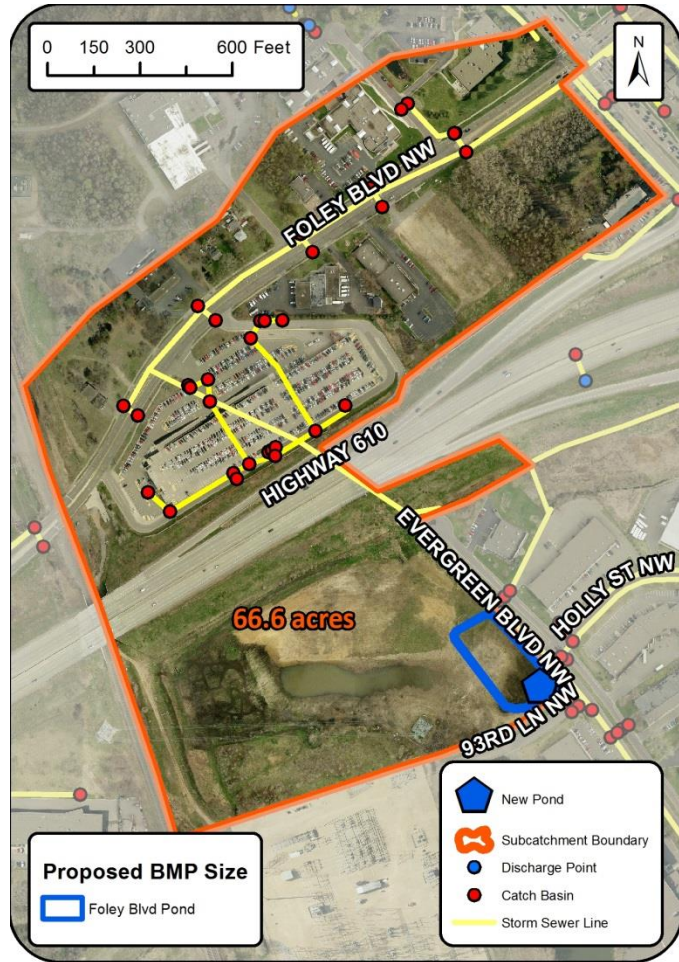 0 150 300 600 Feet
N
FOLEY BLVD NW
HIGHWAY 610
EVERGREEN BLVD NW
HOLLY ST NW
66.6 acres
93RD LN NW
New Pond
Subcatchment Boundary
Discharge Point
Catch Basin
Storm Sewer Line
Proposed BMP Size
Foley Blvd Pond